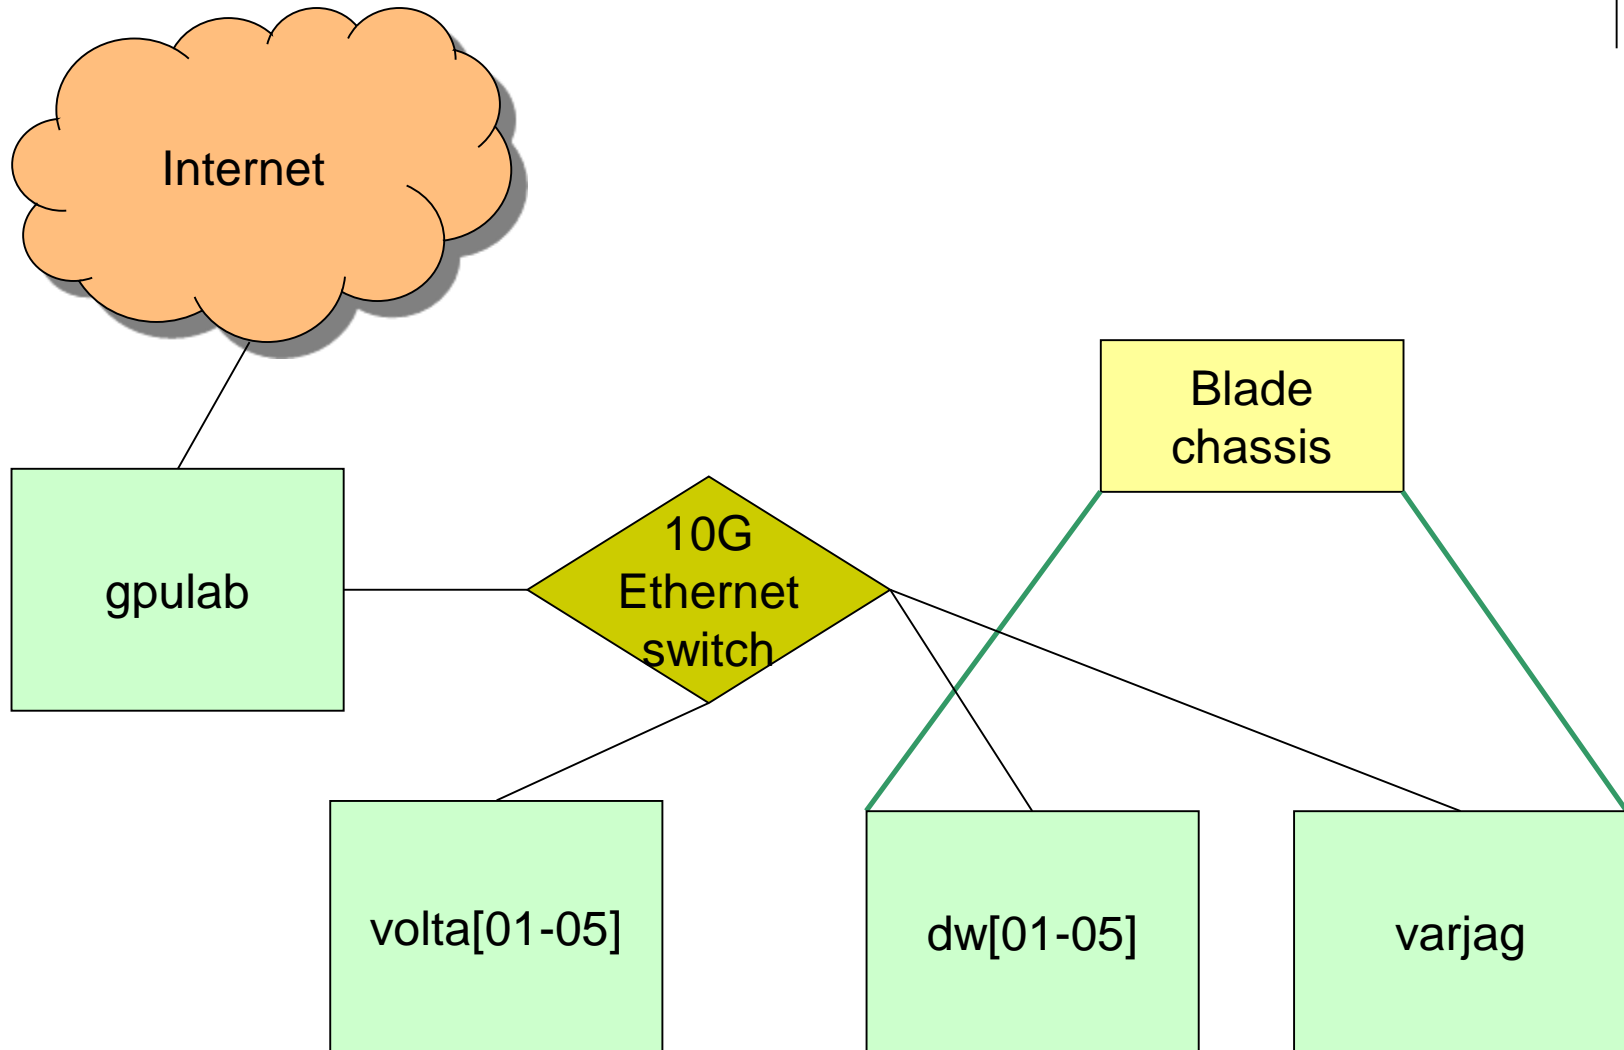 Internet
Blade
chassis
10G
Ethernet
switch
gpulab
volta[01-05]
dw[01-05]
varjag